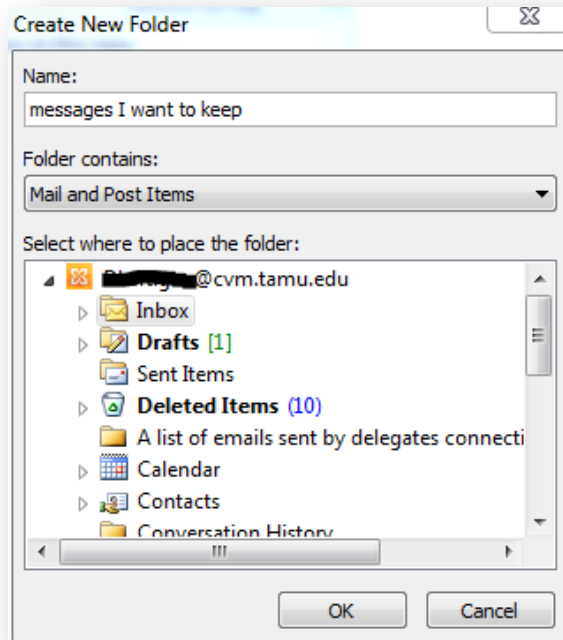 Create New Folder
Name:
messages I want to keep
Folder contains:
Mail and Post Items
Select where to place the folder:
@cvm.tamu.edu
Inbox
Drafts [1]
Sent Items
Deleted Items (10)
A list of emails sent by delegates connecti
Calendar
Contacts
Conversation History
OK Cancel